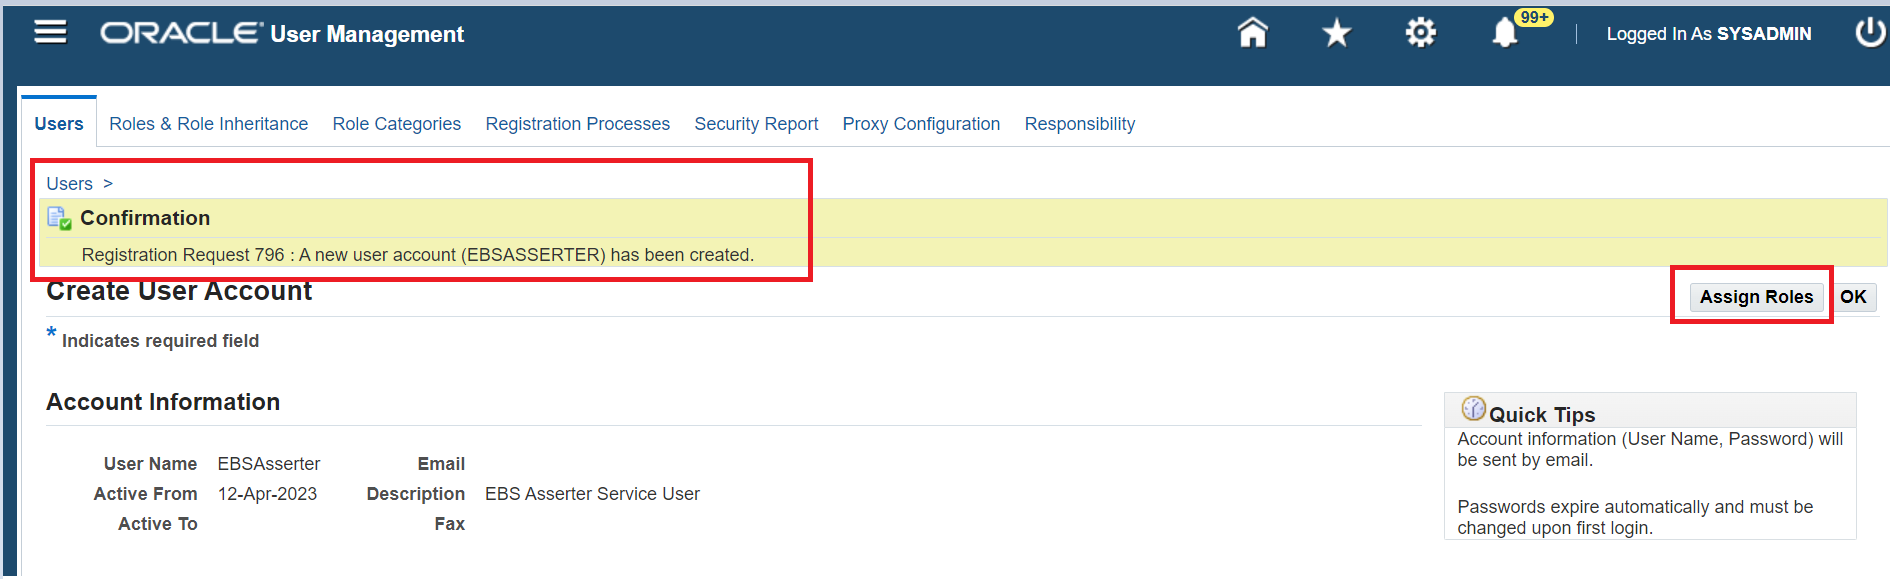 ORACLE User Management
99+
Logged In As SYSADMIN
Users Roles & Role Inheritance Role Categories Registration Processes Security Report Proxy Configuration Responsibility
Users >
Confirmation
Registration Request 796 : A new user account (EBSASSERTER) has been created.
Create User Account
Assign Roles OK
* Indicates required field
Account Information
User Name EBSAsserter Email
Active From 12-Apr-2023 Description EBS Asserter Service User
Active To Fax
Quick Tips
Account information (User Name, Password) will
be sent by email.
Passwords expire automatically and must be
changed upon first login.